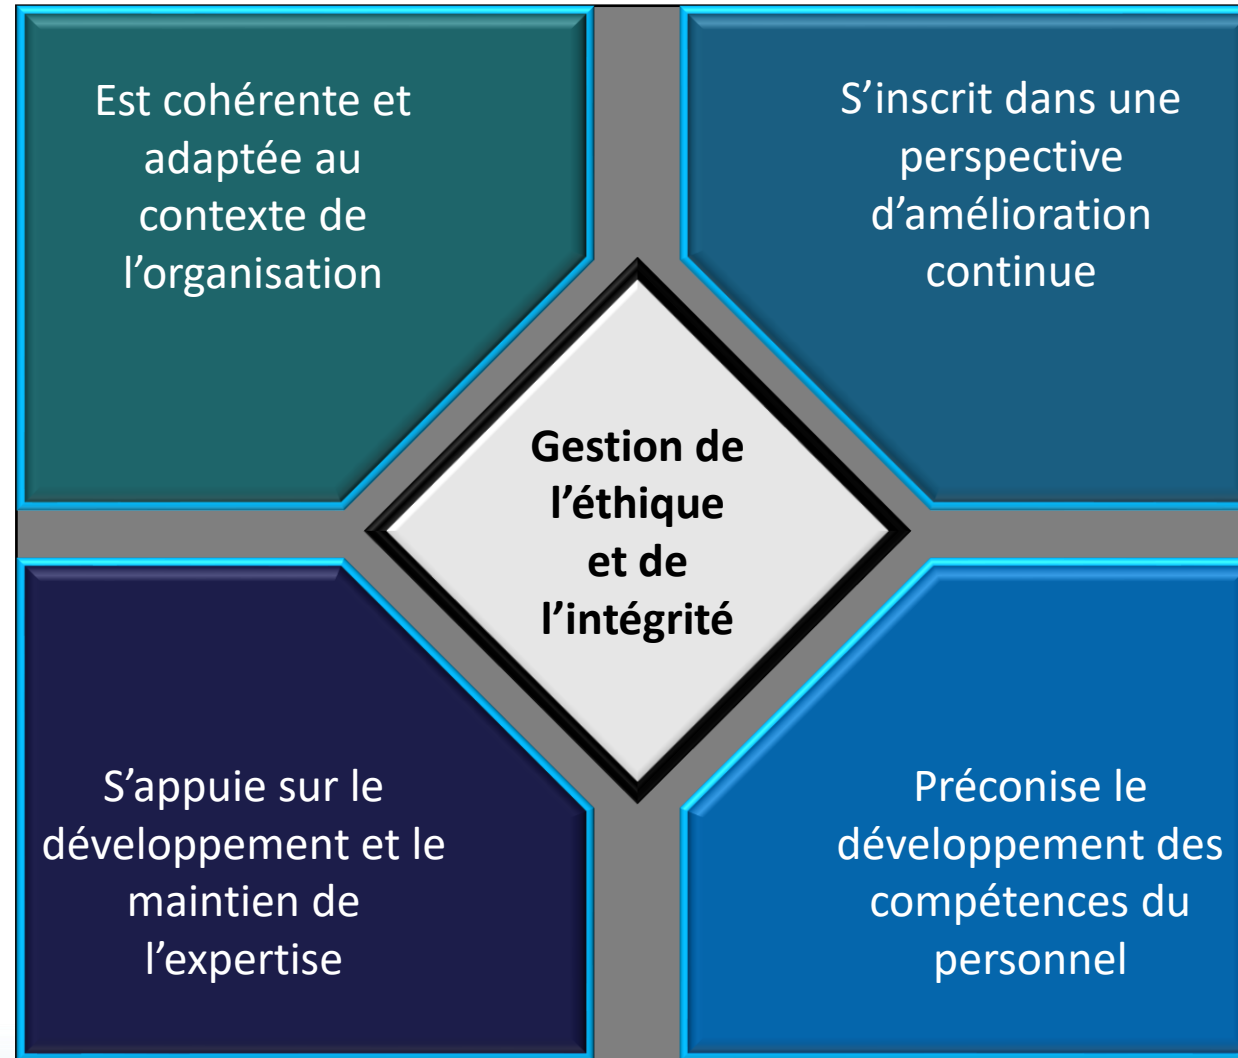 Est cohérente et
adaptée au
contexte de
l’organisation
S’inscrit dans une
perspective
d’amélioration
continue
Gestion de
l’éthique
et de
l’intégrité
S’appuie sur le
développement et le
maintien de
l’expertise
Préconise le
développement des
compétences du
personnel